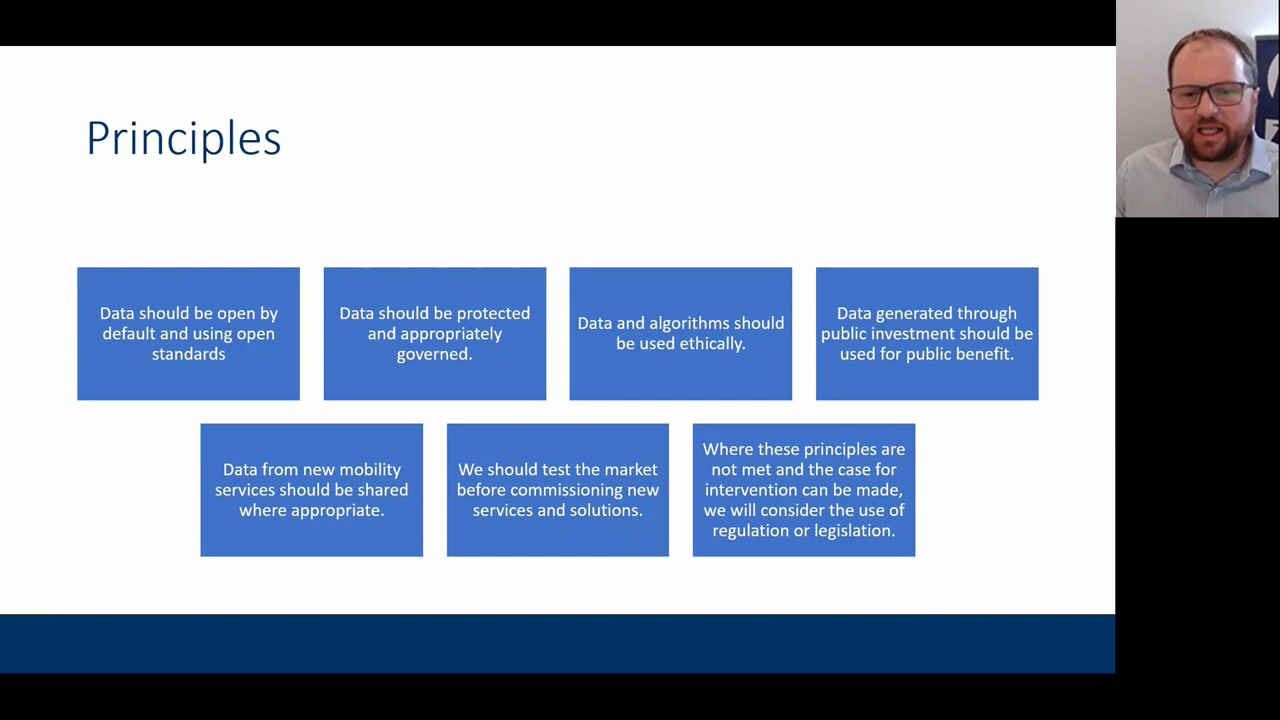 Principles
Data should be open by
default and using open
standards
Data should be protected
and appropriately
governed.
Data and algorithms should
be used ethically.
Data generated through
public investment should be
used for public benefit.
Data from new mobility
services should be shared
where appropriate.
We should test the market
before commissioning new
services and solutions.
Where these principles are
not met and the case for
intervention can be made,
we will consider the use of
regulation or legislation.